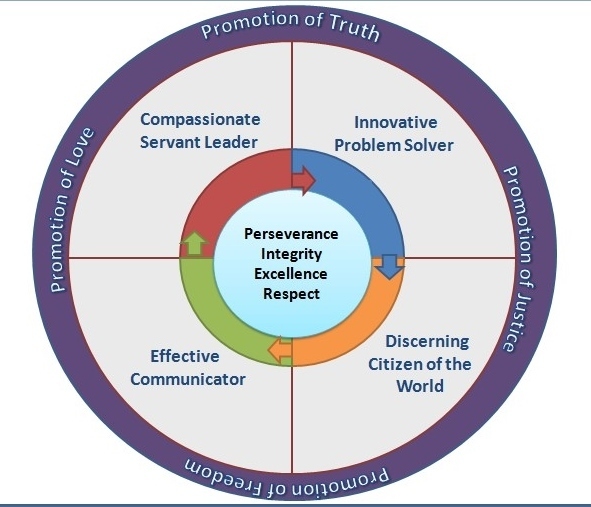 Promotion of Truth
Promotion of Love
Compassionate
Servant Leader
Innovative
Problem Solver
Promotion of Justice
Perseverance
Integrity
Excellence
Respect
Effective
Communicator
Discerning
Citizen of the
World
Promotion of Freedom